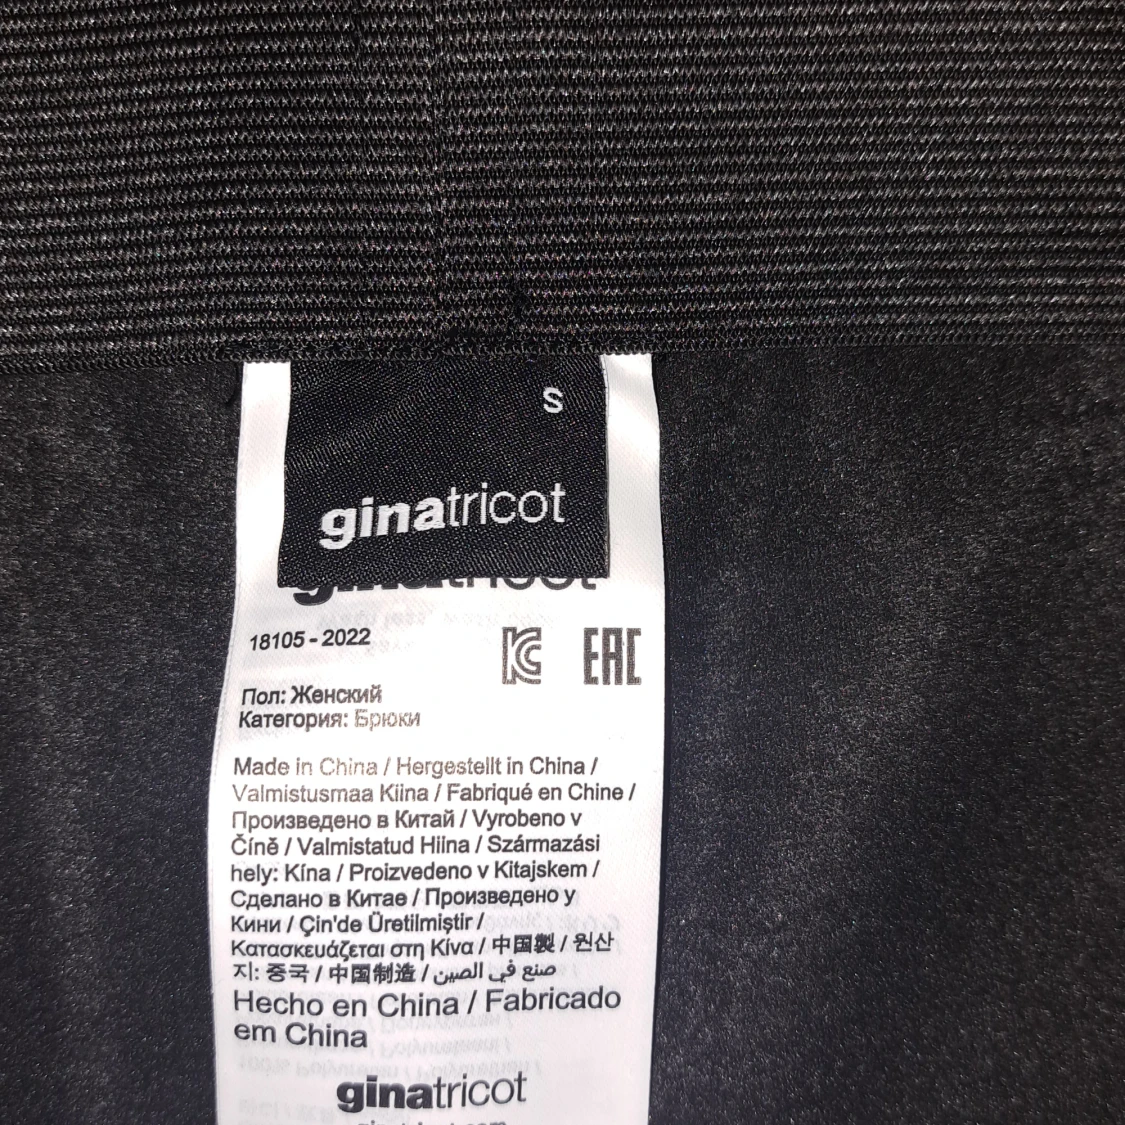 S
ginatricot
ginatricot
18105 - 2022
EAC
Пол: Женский
Категория: Брюки
Made in China / Hergestellt in China /
Valmistusmaa Kiina / Fabriqué en Chine /
Произведено в Китай / Vyrobeno v
Číně / Valmistatud Hiina / Származási
hely: Kína / Proizvedeno v Kitajskem /
Сделано в Китае / Произведено у
Кини / Çin'de Üretilmiştir /
Κατασκευάζεται στη Κίνα / 中国製 / 원산
지: 중국 / 中国制造 / صنع في الصين
Hecho en China / Fabricado
em China
ginatricot